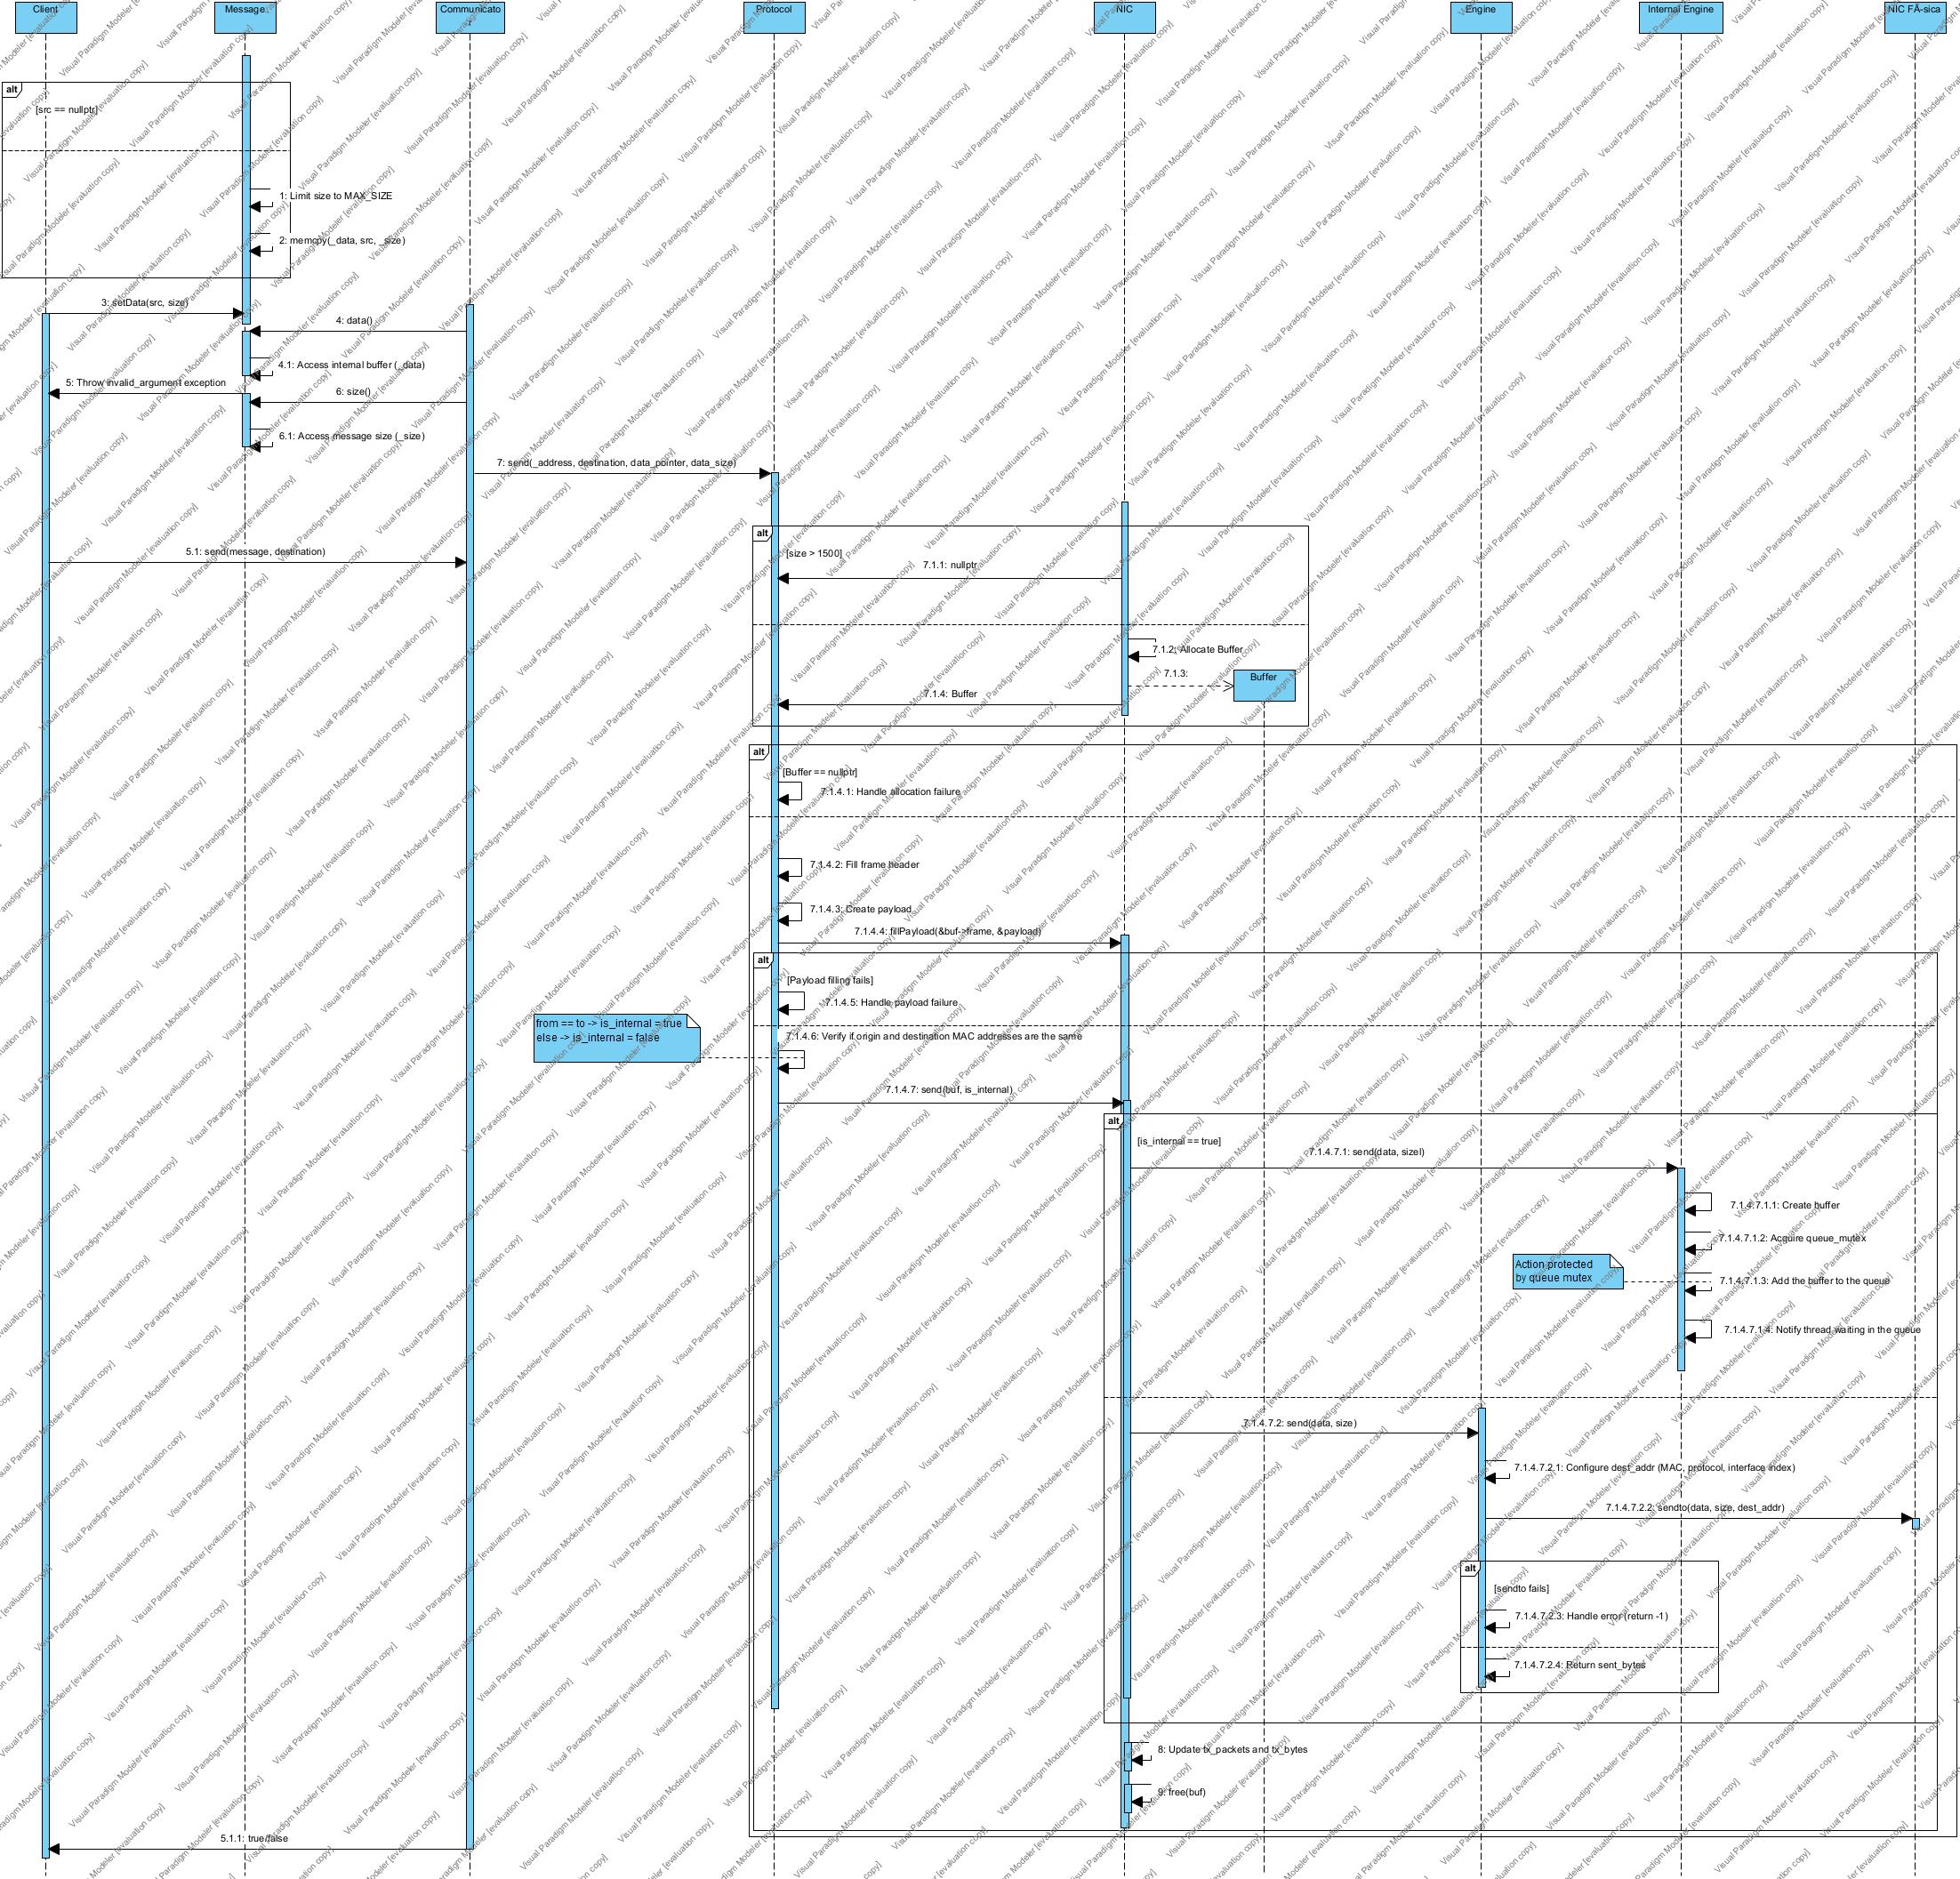 Client
Message
Communicato
Protocol
NIC
Engine
Internal Engine
NIC FÃ-sica
alt
[src == nullptr]
1: Limit size to MAX_SIZE
2: memcpy(_data, src, _size)
3: setData(src, size)
4: data()
4.1: Access internal buffer (_data)
5: Throw invalid_argument exception
6: size()
6.1: Access message size (_size)
7: send(_address, destination, data_pointer, data_size)
alt
5.1: send(message, destination)
[size > 1500]
7.1.1: nullptr
7.1.2: Allocate Buffer
7.1.3:
Buffer
7.1.4: Buffer
alt
[Buffer == nullptr]
7.1.4.1: Handle allocation failure
7.1.4.2: Fill frame header
7.1.4.3: Create payload
7.1.4.4: fillPayload(&buf->frame, &payload)
alt
[Payload filling fails]
7.1.4.5: Handle payload failure
from == to -> is_internal = true
else -> is_internal = false
7.1.4.6: Verify if origin and destination MAC addresses are the same
7.1.4.7: send(buf, is_internal)
alt
[is_internal == true]
7.1.4.7.1: send(data, sizel)
7.1.4.7.1.1: Create buffer
7.1.4.7.1.2: Acquire queue_mutex
Action protected
by queue mutex
7.1.4.7.1.3: Add the buffer to the queue
7.1.4.7.1.4: Notify thread waiting in the queue
7.1.4.7.2: send(data, size)
7.1.4.7.2.1: Configure dest_addr (MAC, protocol, interface index)
7.1.4.7.2.2: sendto(data, size, dest_addr)
alt
[sendto fails]
7.1.4.7.2.3: Handle error (return -1)
7.1.4.7.2.4: Return sent_bytes
8: Update tx_packets and tx_bytes
9: free(buf)
5.1.1: true/false
Visual Paradigm Modeler [evaluation copy]